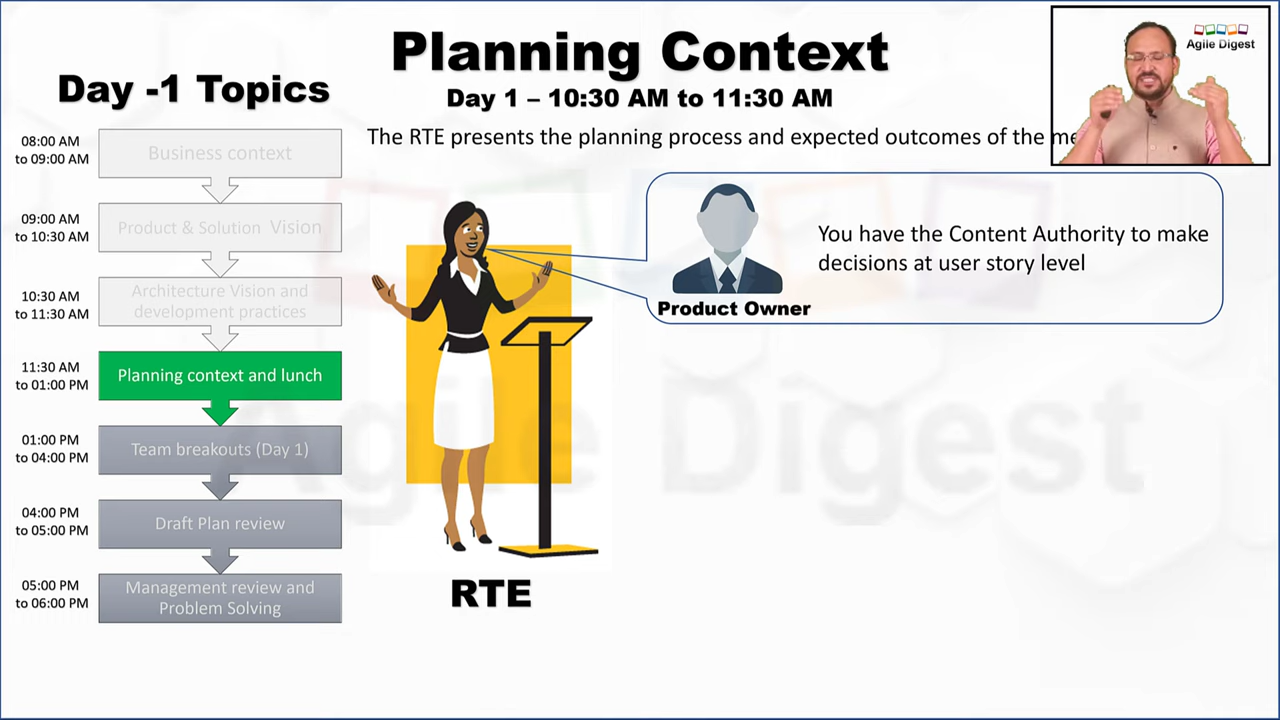 Planning Context
Day 1 – 10:30 AM to 11:30 AM
Agile Digest
Day -1 Topics
The RTE presents the planning process and expected outcomes of the
08:00 AM
to 09:00 AM
Business context
09:00 AM
to 10:30 AM
Product & Solution Vision
10:30 AM
to 11:30 AM
Architecture Vision and
development practices
11:30 AM
to 01:00 PM
Planning context and lunch
01:00 PM
to 04:00 PM
Team breakouts (Day 1)
04:00 PM
to 05:00 PM
Draft Plan review
05:00 PM
to 06:00 PM
Management review and
Problem Solving
RTE
You have the Content Authority to make
decisions at user story level
Product Owner
Agile Digest